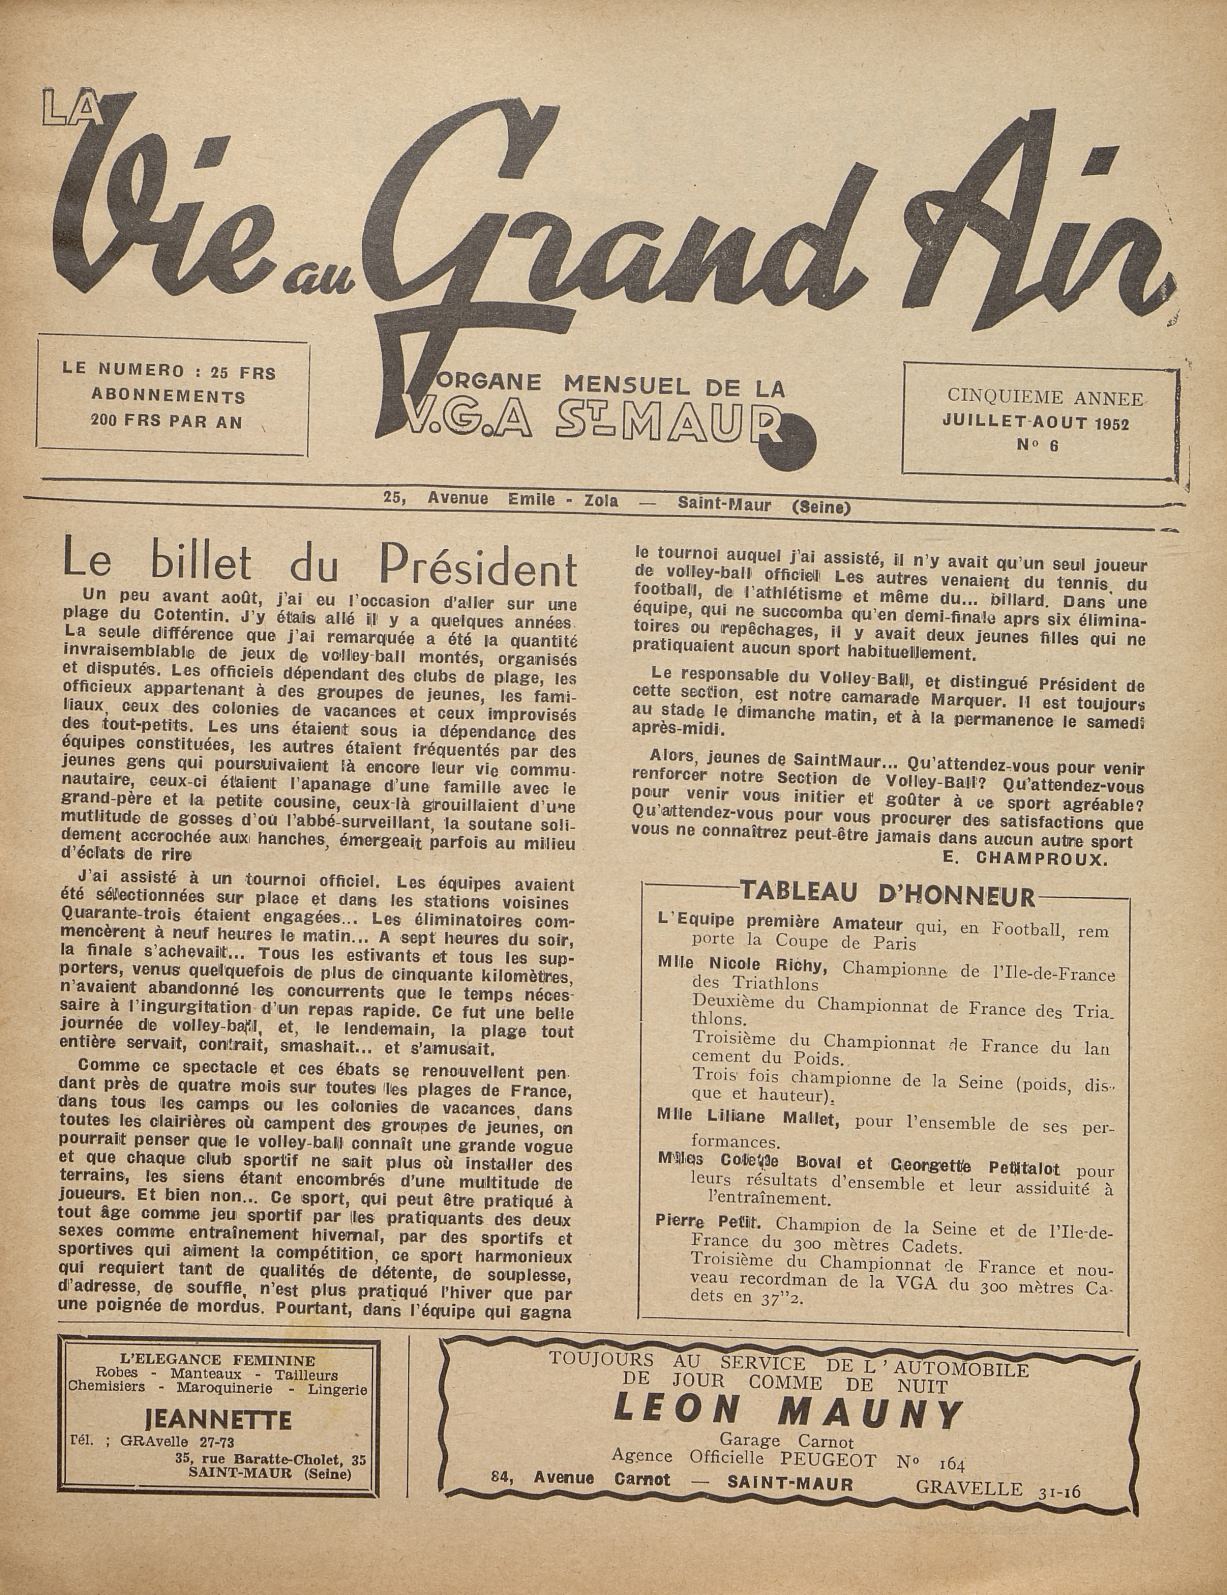 LA Vie au Grand Air
LE NUMERO : 25 FRS
ABONNEMENTS
200 FRS PAR AN
ORGANE MENSUEL DE LA
V.G.A ST-MAUR
CINQUIEME ANNEE
JUILLET-AOUT 1952
N° 6
25, Avenue Emile - Zola — Saint-Maur (Seine)
Le billet du Président
Un peu avant août, j'ai eu l'occasion d'aller sur une
plage du Cotentin. J'y étais allé il y a quelques années.
La seule différence que j'ai remarquée a été la quantité
invraisemblable de jeux de volley-ball montés, organisés
et disputés. Les officiels dépendant des clubs de plage, les
officieux appartenant à des groupes de jeunes, les fami-
liaux, ceux des colonies de vacances et ceux improvisés
des tout-petits. Les uns étaient sous la dépendance des
équipes constituées, les autres étaient fréquentés par des
jeunes gens qui poursuivaient là encore leur vie commu-
nautaire, ceux-ci étaient l'apanage d'une famille avec le
grand-père et la petite cousine, ceux-là grouillaient d'une
mutlitude de gosses d'où l'abbé-surveillant, la soutane soli-
dement accrochée aux hanches, émergeait parfois au milieu
d'éclats de rire
J'ai assisté à un tournoi officiel. Les équipes avaient
été sélectionnées sur place et dans les stations voisines
Quarante-trois étaient engagées... Les éliminatoires com-
mencèrent à neuf heures le matin... A sept heures du soir,
la finale s'achevait... Tous les estivants et tous les sup-
porters, venus quelquefois de plus de cinquante kilomètres,
n'avaient abandonné les concurrents que le temps néces-
saire à l'ingurgitation d'un repas rapide. Ce fut une belle
journée de volley-ball, et, le lendemain, la plage tout
entière servait, contrait, smashait... et s'amusait.
Comme ce spectacle et ces ébats se renouvellent pen-
dant près de quatre mois sur toutes les plages de France,
dans tous les camps ou les colonies de vacances, dans
toutes les clairières où campent des groupes de jeunes, on
pourrait penser que le volley-ball connaît une grande vogue
et que chaque club sportif ne sait plus où installer des
terrains, les siens étant encombrés d'une multitude de
joueurs. Et bien non... Ce sport, qui peut être pratiqué à
tout âge comme jeu sportif par les pratiquants des deux
sexes comme entraînement hivernal, par des sportifs et
sportives qui aiment la compétition, ce sport harmonieux
qui requiert tant de qualités de détente, de souplesse,
d'adresse, de souffle, n'est plus pratiqué l'hiver que par
une poignée de mordus. Pourtant, dans l'équipe qui gagna
le tournoi auquel j'ai assisté, il n'y avait qu'un seul joueur
de volley-ball officiel Les autres venaient du tennis, du
football, de l'athlétisme et même du... billard. Dans une
équipe, qui ne succomba qu'en demi-finale aprs six élimina-
toires ou repêchages, il y avait deux jeunes filles qui ne
pratiquaient aucun sport habituellement.
Le responsable du Volley-Ball, et distingué Président de
cette section, est notre camarade Marquer. Il est toujours
au stade le dimanche matin, et à la permanence le samedi
après-midi.
Alors, jeunes de SaintMaur... Qu'attendez-vous pour venir
renforcer notre Section de Volley-Ball? Qu'attendez-vous
pour venir vous initier et goûter à ce sport agréable?
Qu'attendez-vous pour vous procurer des satisfactions que
vous ne connaîtrez peut-être jamais dans aucun autre sport
E. CHAMPROUX.
TABLEAU D'HONNEUR
L'Equipe première Amateur qui, en Football, rem
porte la Coupe de Paris
Mlle Nicole Richy, Championne de l'Ile-de-France
des Triathlons
Deuxième du Championnat de France des Tria-
thlons.
Troisième du Championnat de France du lan
cement du Poids.
Trois fois championne de la Seine (poids, dis-
que et hauteur).
Mlle Liliane Mallet, pour l'ensemble de ses per-
formances.
Mlles Colette Boval et Georgette Petitalot pour
leurs résultats d'ensemble et leur assiduité à
l'entraînement.
Pierre Petit. Champion de la Seine et de l'Ile-de-
France du 300 mètres Cadets.
Troisième du Championnat de France et nou-
veau recordman de la VGA du 300 mètres Ca-
dets en 37"2.
L'ELEGANCE FEMININE
Robes - Manteaux - Tailleurs
Chemisiers - Maroquinerie - Lingerie
JEANNETTE
Tél. ; GRAvelle 27-73
35, rue Baratte-Cholet, 35
SAINT-MAUR (Seine)
TOUJOURS AU SERVICE DE L'AUTOMOBILE
DE JOUR COMME DE NUIT
LEON MAUNY
Garage Carnot
Agence Officielle PEUGEOT N° 164
84, Avenue Carnot — SAINT-MAUR GRAVELLE 31-16